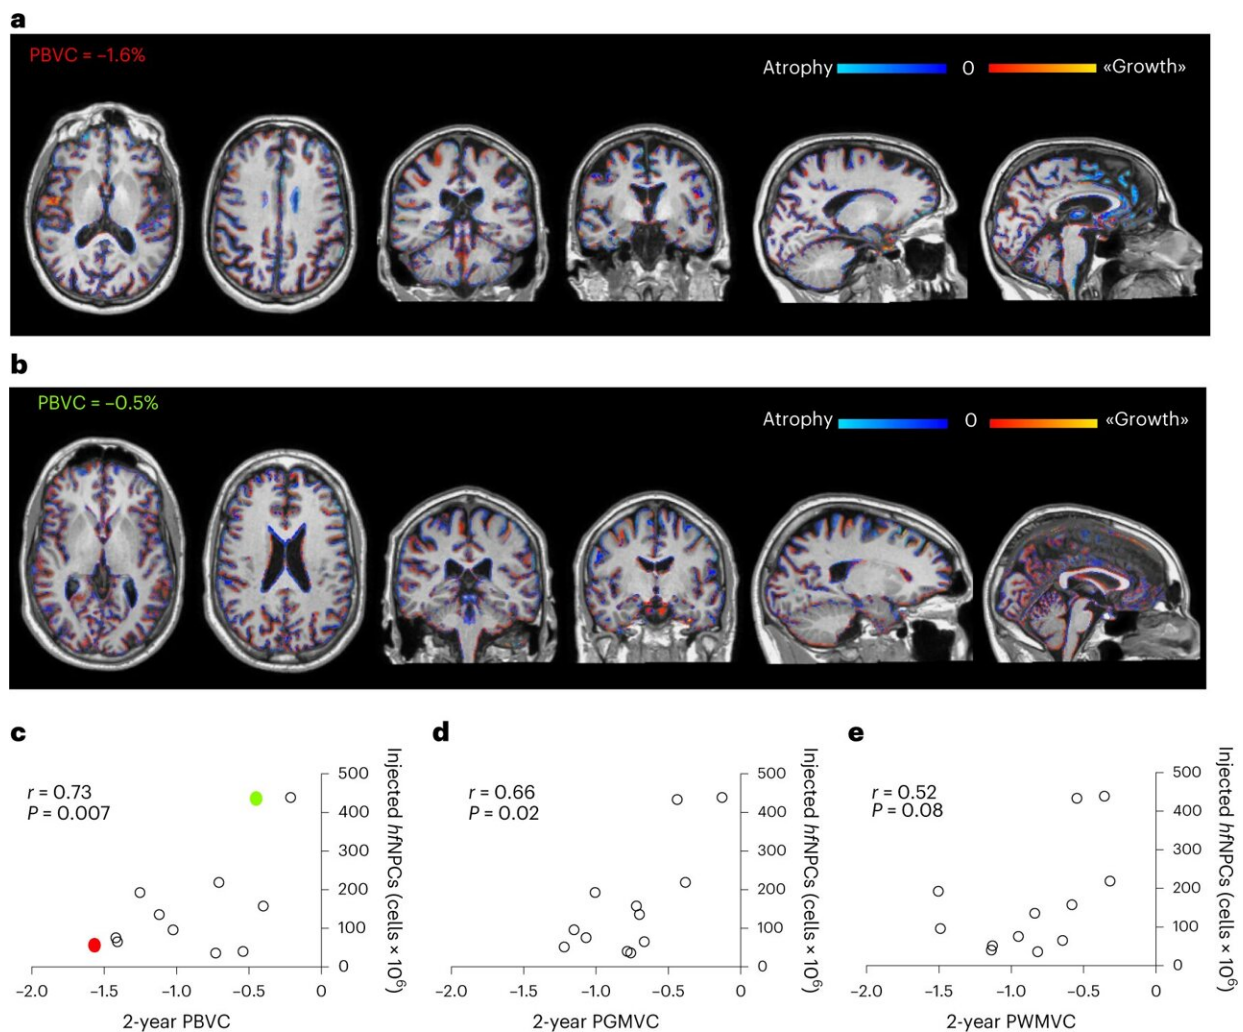 a
PBVC = –1.6%
Atrophy 0 «Growth»
b
PBVC = –0.5%
Atrophy 0 «Growth»
c
r = 0.73
P = 0.007
500
400
300
200
100
0
Injected hfNPCs (cells × 10⁶)
–2.0 –1.5 –1.0 –0.5 0
2-year PBVC
d
r = 0.66
P = 0.02
500
400
300
200
100
0
Injected hfNPCs (cells × 10⁶)
–2.0 –1.5 –1.0 –0.5 0
2-year PGMVC
e
r = 0.52
P = 0.08
500
400
300
200
100
0
Injected hfNPCs (cells × 10⁶)
–2.0 –1.5 –1.0 –0.5 0
2-year PWMVC